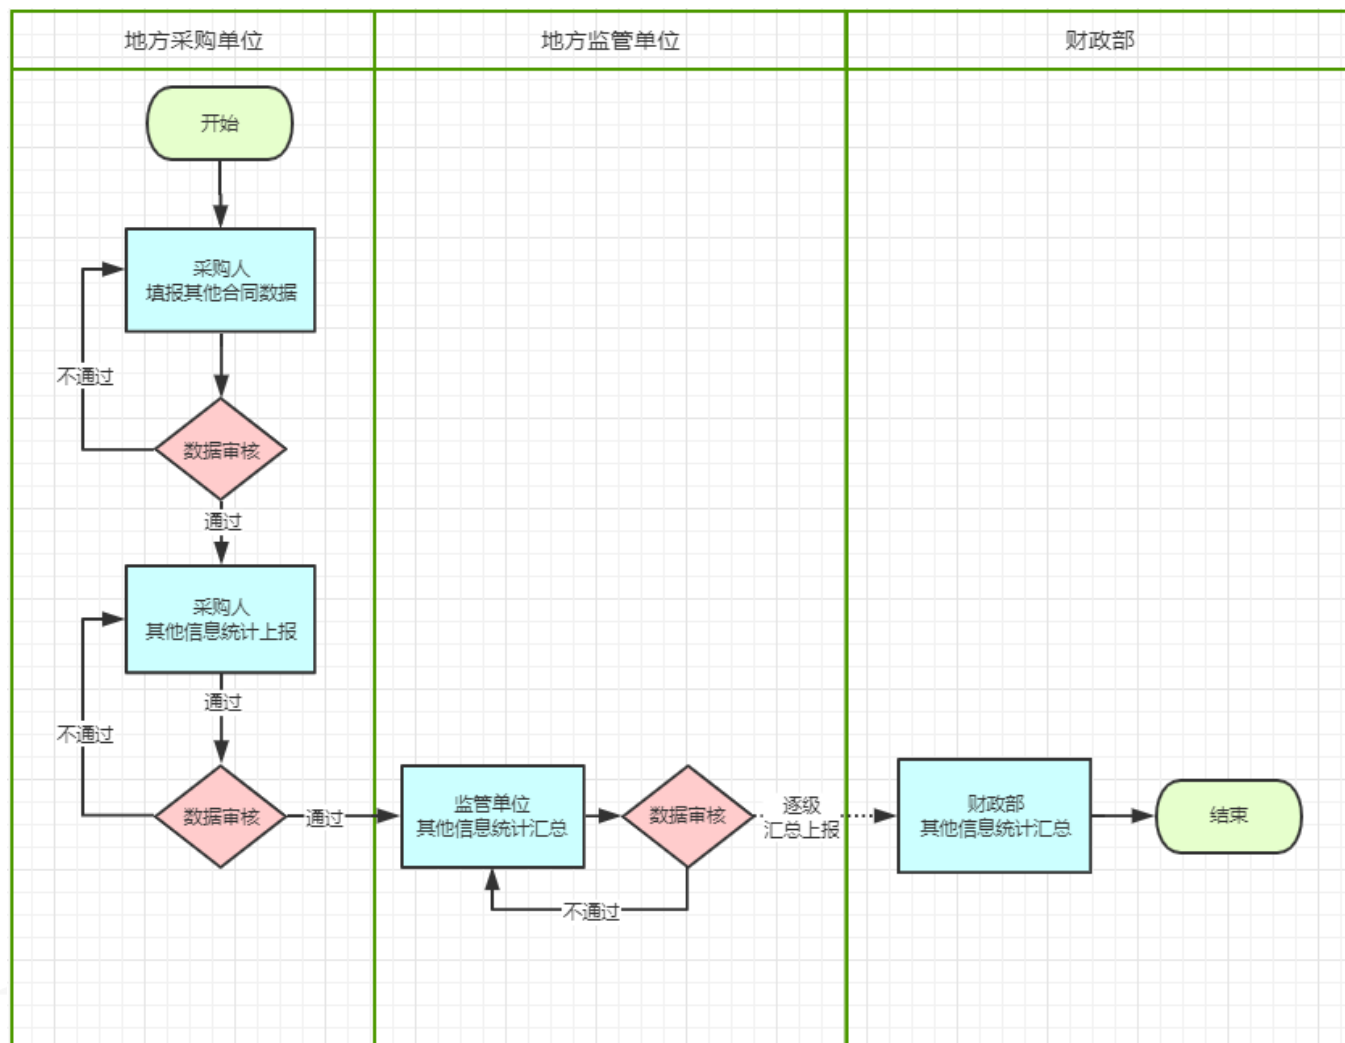 地方采购单位
地方监管单位
财政部
开始
采购人
填报其他合同数据
不通过
数据审核
通过
采购人
其他信息统计上报
通过
不通过
数据审核
通过
监管单位
其他信息统计汇总
数据审核
逐级
汇总上报
财政部
其他信息统计汇总
结束
不通过